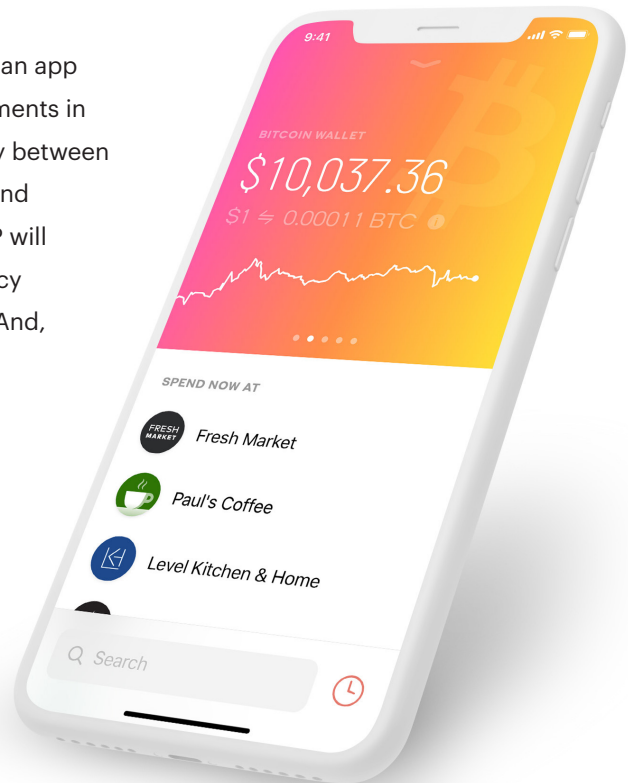 an app
ments in
y between
nd
P will
cy
And,
9:41
BITCOIN WALLET
$10,037.36
$1 ⇋ 0.00011 BTC i
SPEND NOW AT
FRESH
MARKET
Fresh Market
Paul's Coffee
Level Kitchen & Home
Search